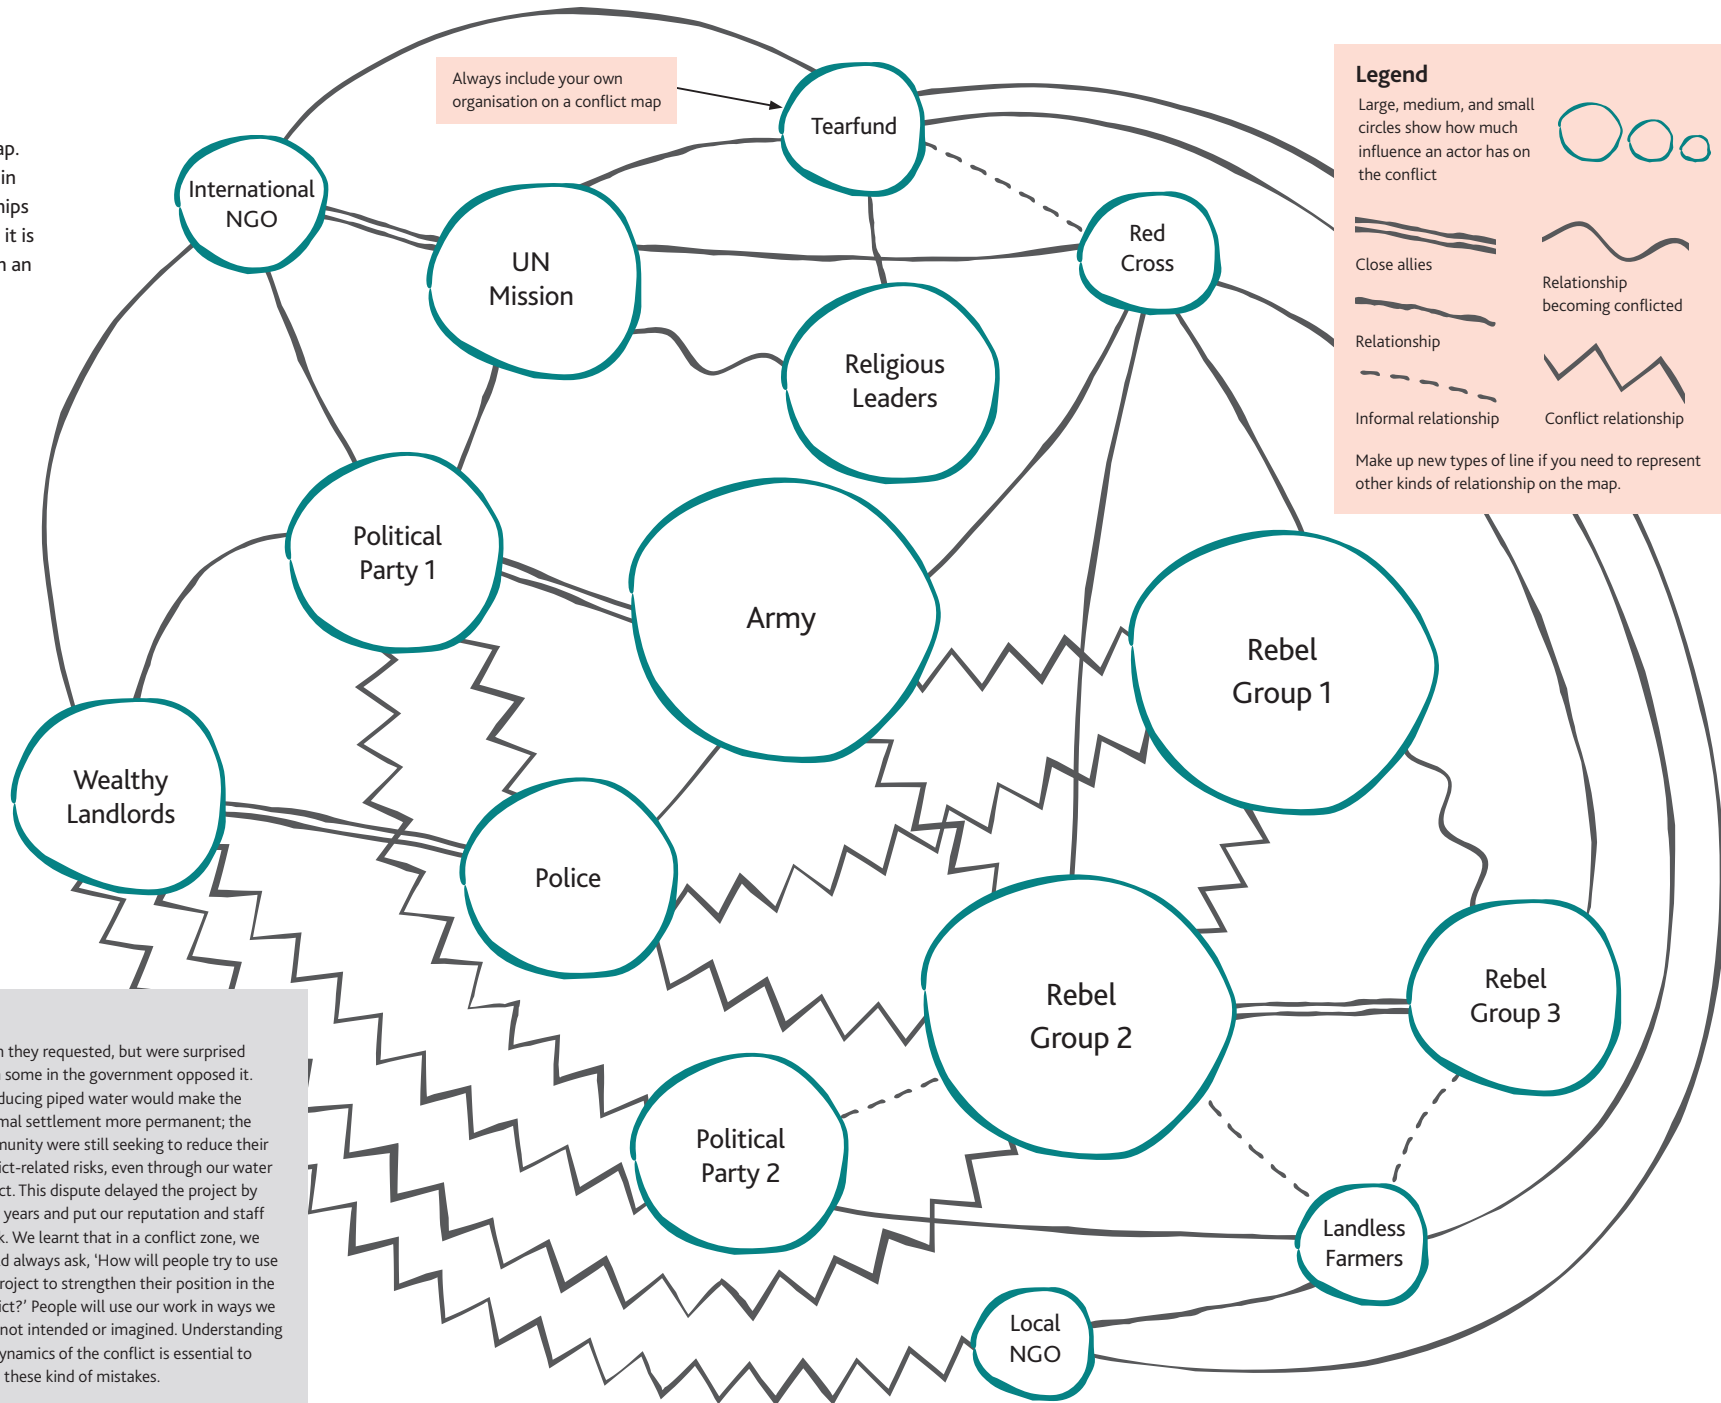 ap.
in
hips
it is
n an
Always include your own
organisation on a conflict map
Tearfund
International
NGO
UN
Mission
Red
Cross
Religious
Leaders
Political
Party 1
Army
Rebel
Group 1
Wealthy
Landlords
Police
Rebel
Group 2
Rebel
Group 3
Political
Party 2
Landless
Farmers
Local
NGO
Legend
Large, medium, and small
circles show how much
influence an actor has on
the conflict
Close allies
Relationship
Informal relationship
Relationship
becoming conflicted
Conflict relationship
Make up new types of line if you need to represent
other kinds of relationship on the map.
n they requested, but were surprised
some in the government opposed it.
ducing piped water would make the
mal settlement more permanent; the
munity were still seeking to reduce their
ict-related risks, even through our water
ct. This dispute delayed the project by
years and put our reputation and staff
k. We learnt that in a conflict zone, we
d always ask, ‘How will people try to use
project to strengthen their position in the
ict?’ People will use our work in ways we
not intended or imagined. Understanding
ynamics of the conflict is essential to
these kind of mistakes.